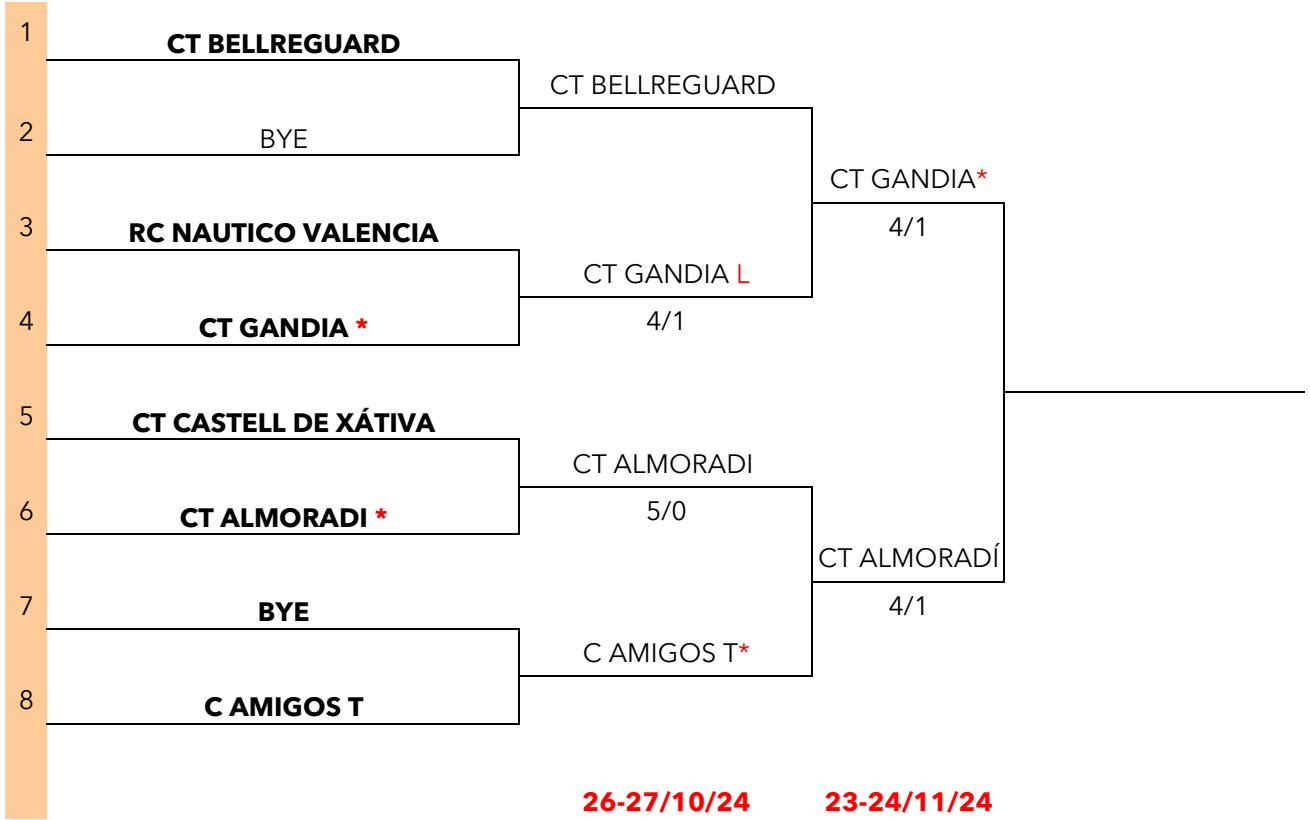 1
CT BELLREGUARD
CT BELLREGUARD
2
BYE
CT GANDIA*
3
RC NAUTICO VALENCIA
4/1
CT GANDIA L
4
CT GANDIA *
4/1
5
CT CASTELL DE XÁTIVA
CT ALMORADI
6
CT ALMORADI *
5/0
CT ALMORADÍ
7
BYE
4/1
C AMIGOS T*
8
C AMIGOS T
26-27/10/24 23-24/11/24